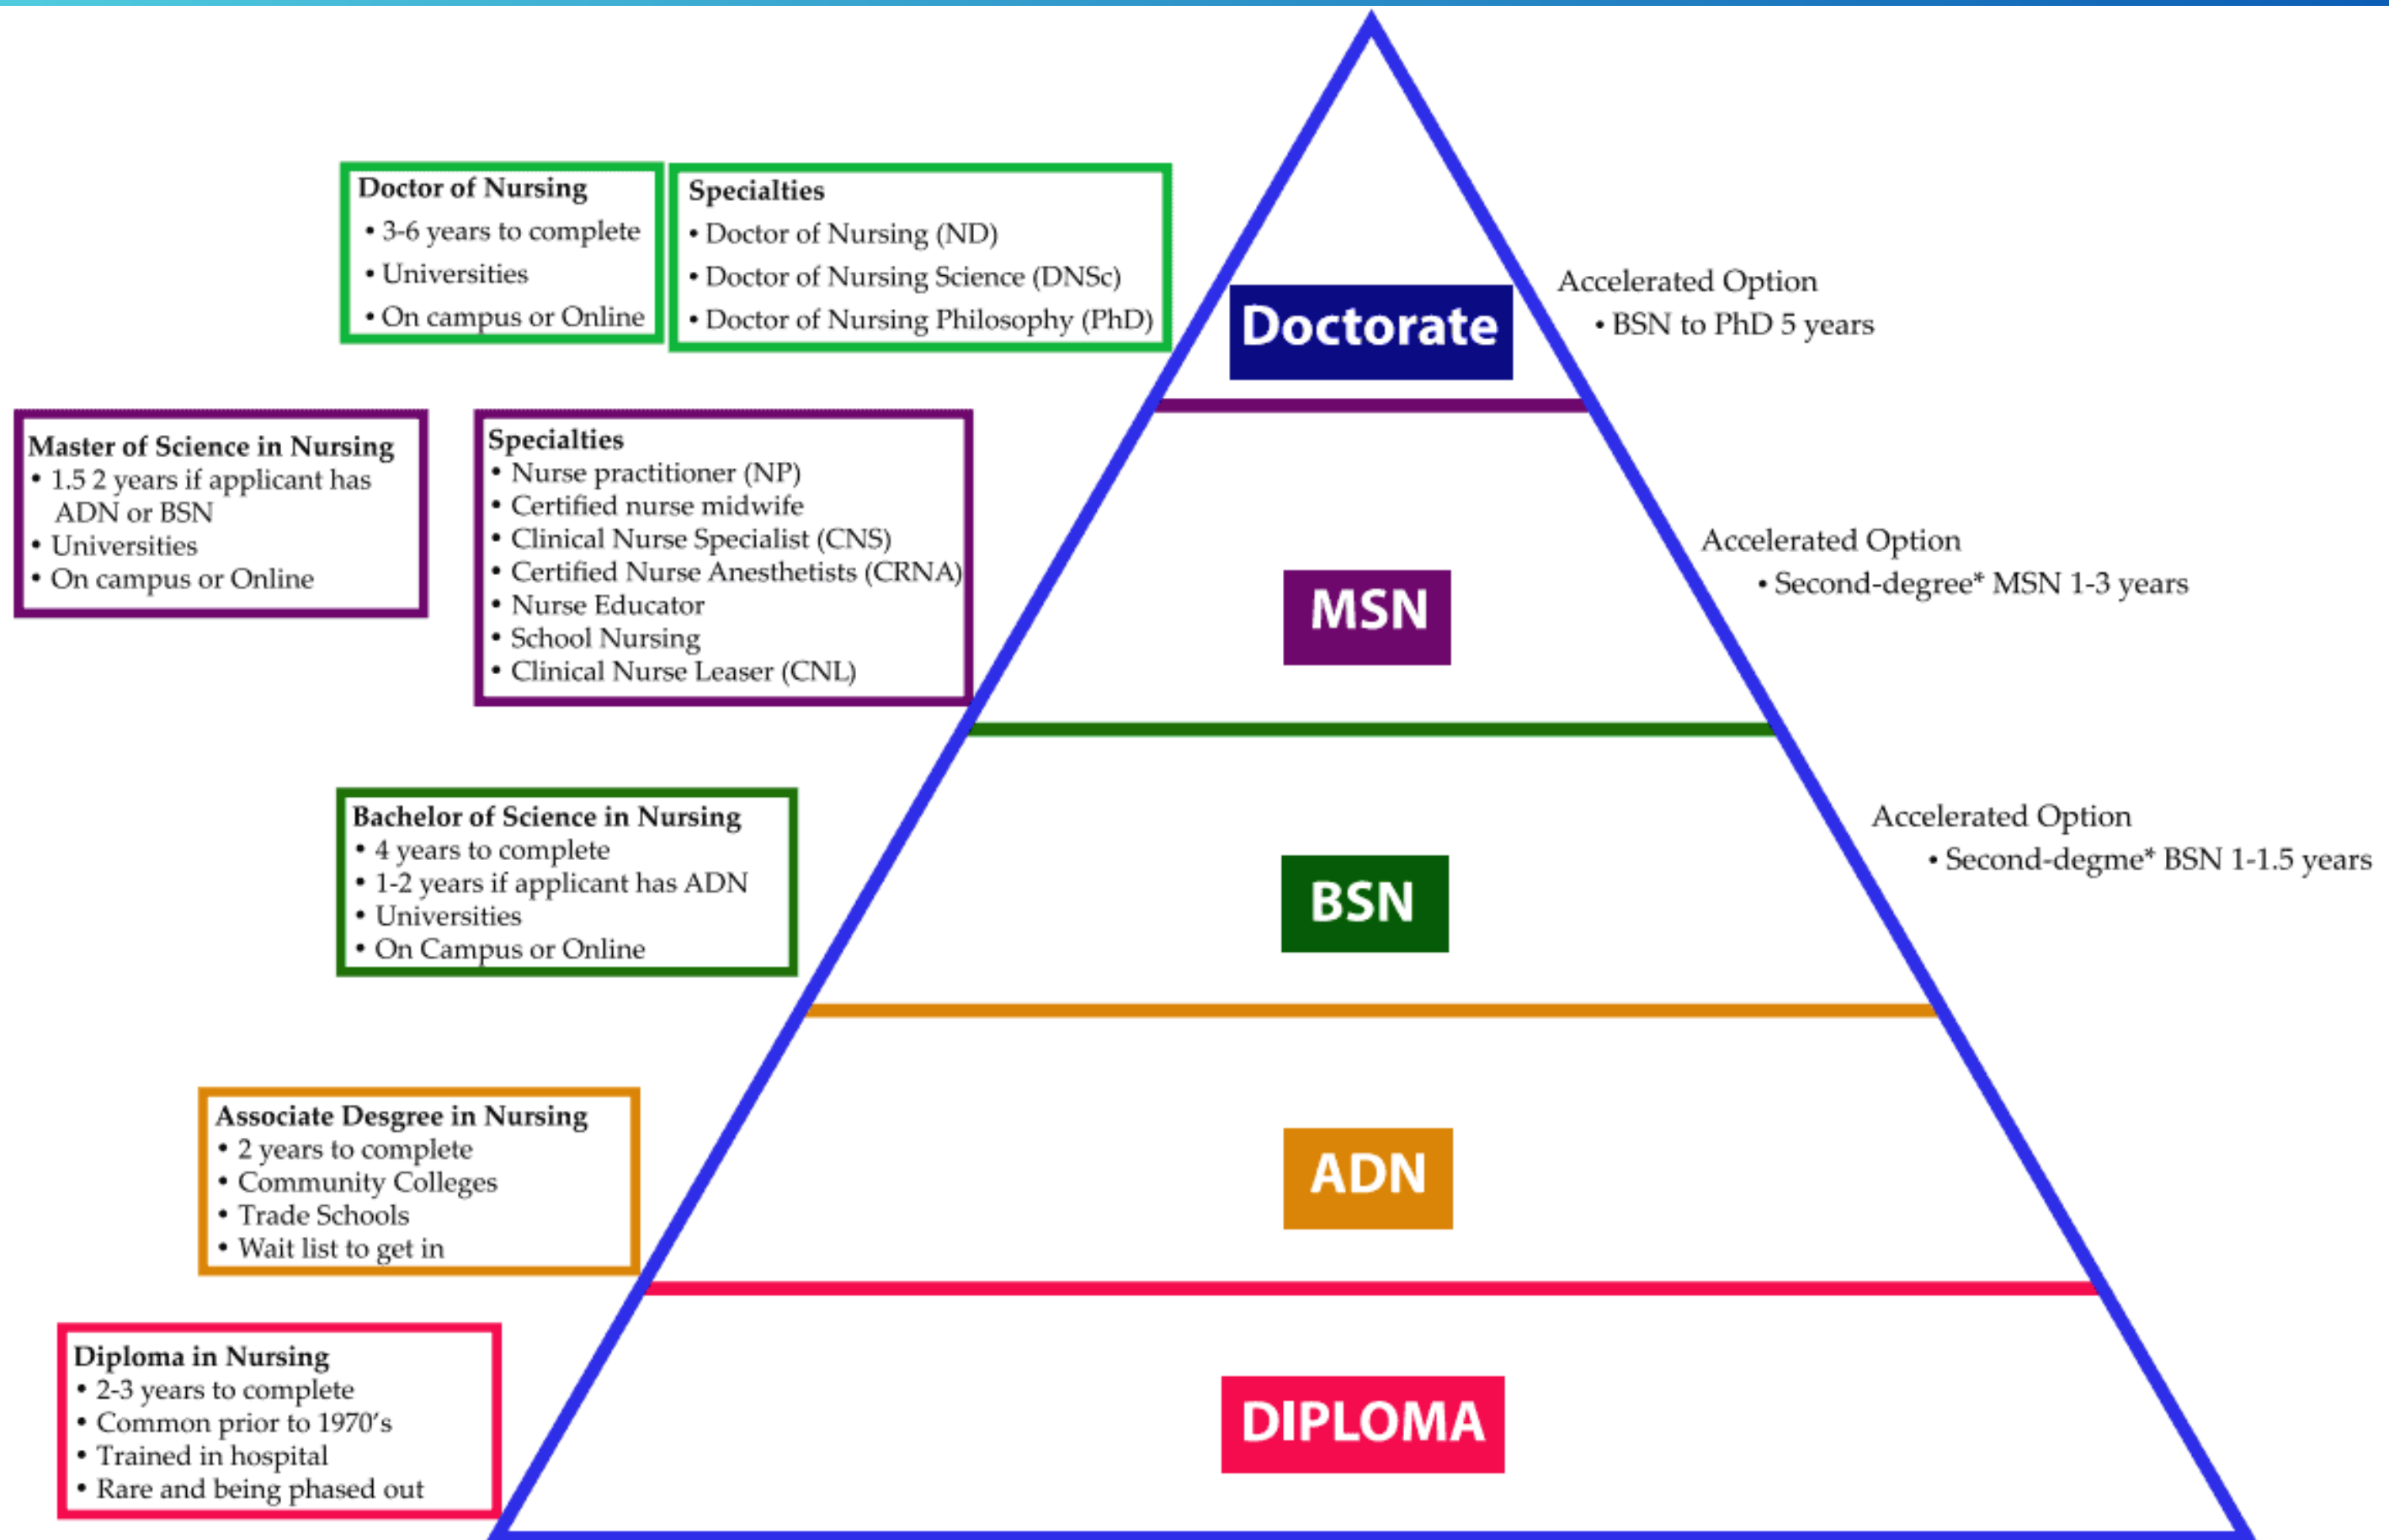 Doctor of Nursing
• 3-6 years to complete
• Universities
• On campus or Online
Specialties
• Doctor of Nursing (ND)
• Doctor of Nursing Science (DNSc)
• Doctor of Nursing Philosophy (PhD)
Doctorate
Accelerated Option
• BSN to PhD 5 years
Master of Science in Nursing
• 1.5 2 years if applicant has
ADN or BSN
• Universities
• On campus or Online
Specialties
• Nurse practitioner (NP)
• Certified nurse midwife
• Clinical Nurse Specialist (CNS)
• Certified Nurse Anesthetists (CRNA)
• Nurse Educator
• School Nursing
• Clinical Nurse Leaser (CNL)
MSN
Accelerated Option
• Second-degree* MSN 1-3 years
Bachelor of Science in Nursing
• 4 years to complete
• 1-2 years if applicant has ADN
• Universities
• On Campus or Online
BSN
Accelerated Option
• Second-degme* BSN 1-1.5 years
Associate Desgree in Nursing
• 2 years to complete
• Community Colleges
• Trade Schools
• Wait list to get in
ADN
Diploma in Nursing
• 2-3 years to complete
• Common prior to 1970's
• Trained in hospital
• Rare and being phased out
DIPLOMA